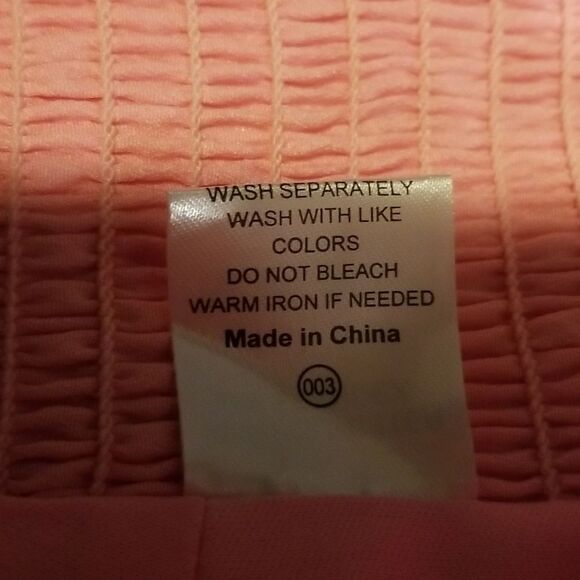 WASH SEPARATELY
WASH WITH LIKE
COLORS
DO NOT BLEACH
WARM IRON IF NEEDED
Made in China
003